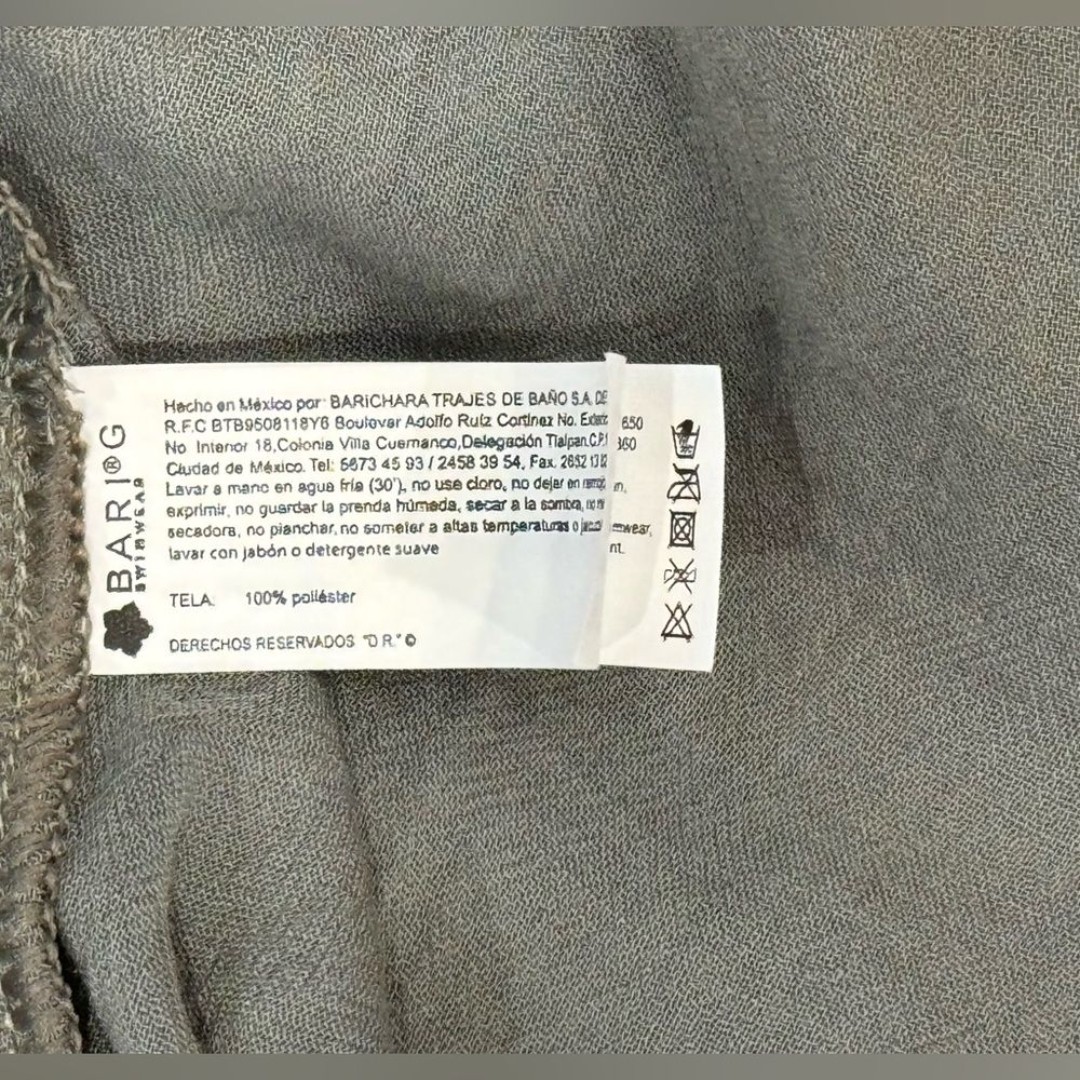 BARI®G
SWIMWEAR
Hecho en México por BARICHARA TRAJES DE BAÑO S.A. DE
R.F.C BTB9508118Y6 Boulevar Adolfo Ruíz Cortinez No. 650
No Interior 18,Colonia Villa Cuemanco,Delegación Tlalpan.C.P. 360
Ciudad de México. Tel: 5673 45 93 / 2458 39 54, Fax.
Lavar a mano en agua fría (30°), no use cloro, no dejar en
exprimir, no guardar la prenda húmeda, secar a la sombra,
secadora, no planchar, no someter a altas temperaturas o
lavar con jabón o detergente suave
TELA: 100% poliéster
DERECHOS RESERVADOS "D R." ©